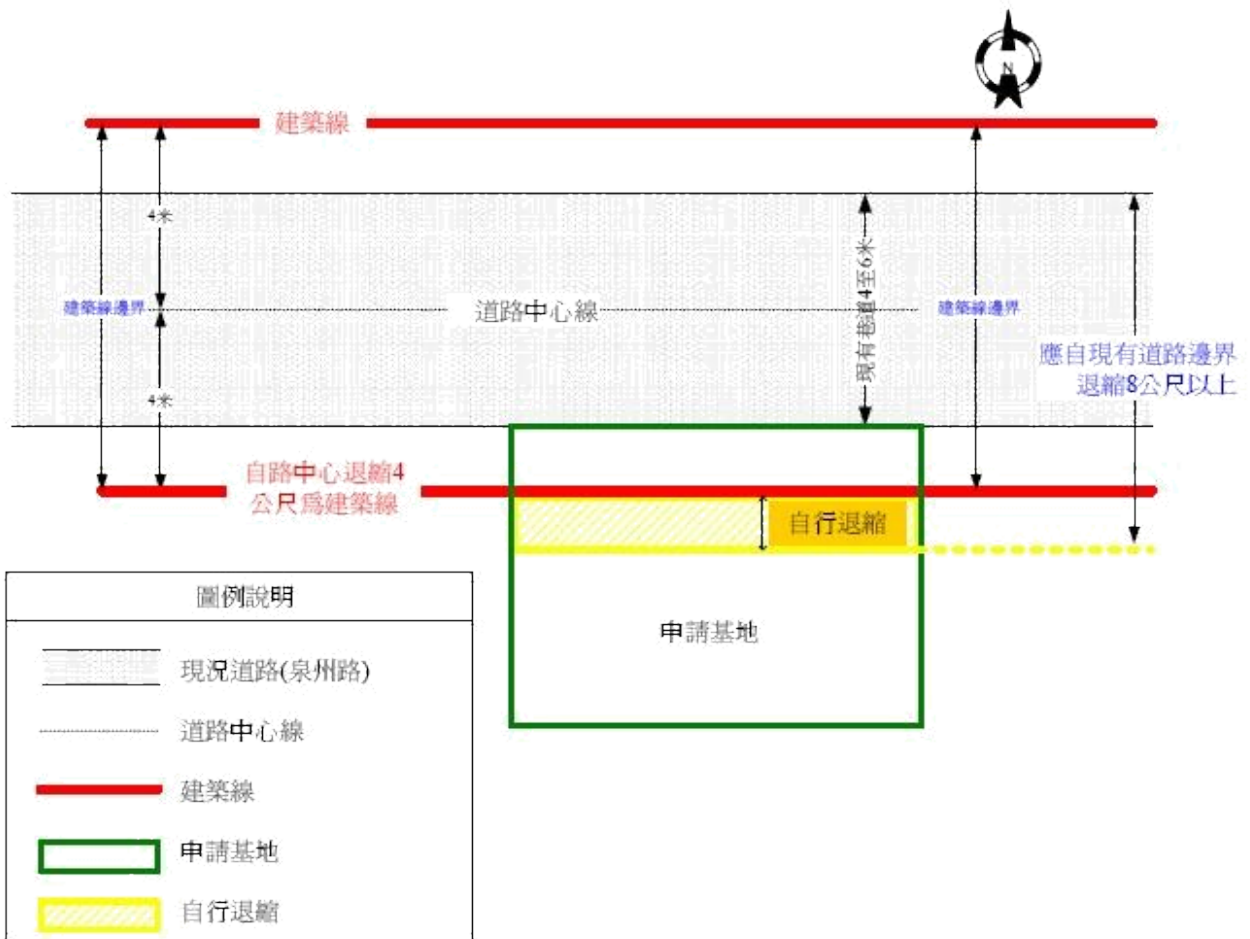 N
建築線
4米
建築線邊界
道路中心線
現有巷道4至6米
建築線邊界
應自現有道路邊界
退縮8公尺以上
4米
自路中心退縮4
公尺爲建築線
自行退縮
申請基地
圖例說明
現況道路(泉州路)
道路中心線
建築線
申請基地
自行退縮